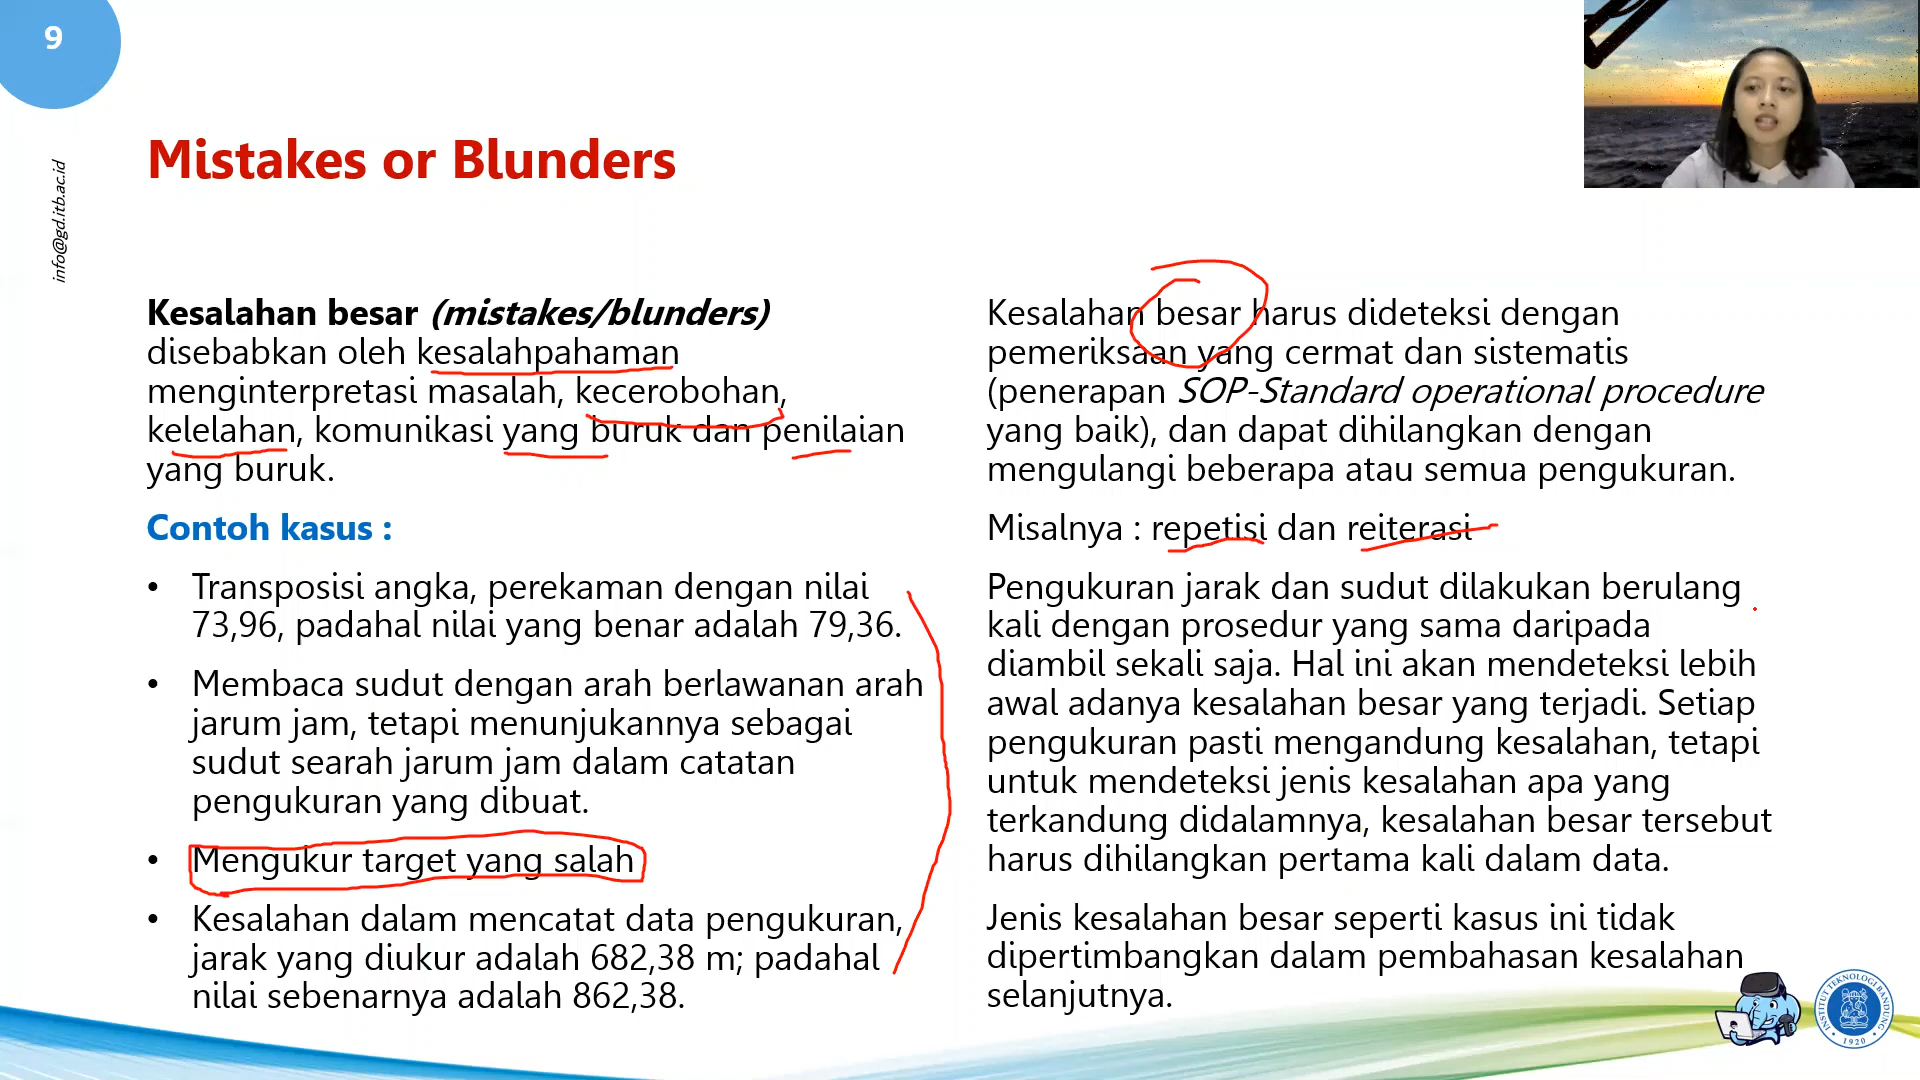 9
info@gd.itb.ac.id
Mistakes or Blunders
Kesalahan besar (mistakes/blunders)
disebabkan oleh kesalahpahaman
menginterpretasi masalah, kecerobohan,
kelelahan, komunikasi yang buruk dan penilaian
yang buruk.
Contoh kasus :
• Transposisi angka, perekaman dengan nilai
73,96, padahal nilai yang benar adalah 79,36.
• Membaca sudut dengan arah berlawanan arah
jarum jam, tetapi menunjukannya sebagai
sudut searah jarum jam dalam catatan
pengukuran yang dibuat.
• Mengukur target yang salah
• Kesalahan dalam mencatat data pengukuran,
jarak yang diukur adalah 682,38 m; padahal
nilai sebenarnya adalah 862,38.
Kesalahan besar harus dideteksi dengan
pemeriksaan yang cermat dan sistematis
(penerapan SOP-Standard operational procedure
yang baik), dan dapat dihilangkan dengan
mengulangi beberapa atau semua pengukuran.
Misalnya : repetisi dan reiterasi
Pengukuran jarak dan sudut dilakukan berulang
kali dengan prosedur yang sama daripada
diambil sekali saja. Hal ini akan mendeteksi lebih
awal adanya kesalahan besar yang terjadi. Setiap
pengukuran pasti mengandung kesalahan, tetapi
untuk mendeteksi jenis kesalahan apa yang
terkandung didalamnya, kesalahan besar tersebut
harus dihilangkan pertama kali dalam data.
Jenis kesalahan besar seperti kasus ini tidak
dipertimbangkan dalam pembahasan kesalahan
selanjutnya.
INSTITUT TEKNOLOGI BANDUNG
1920